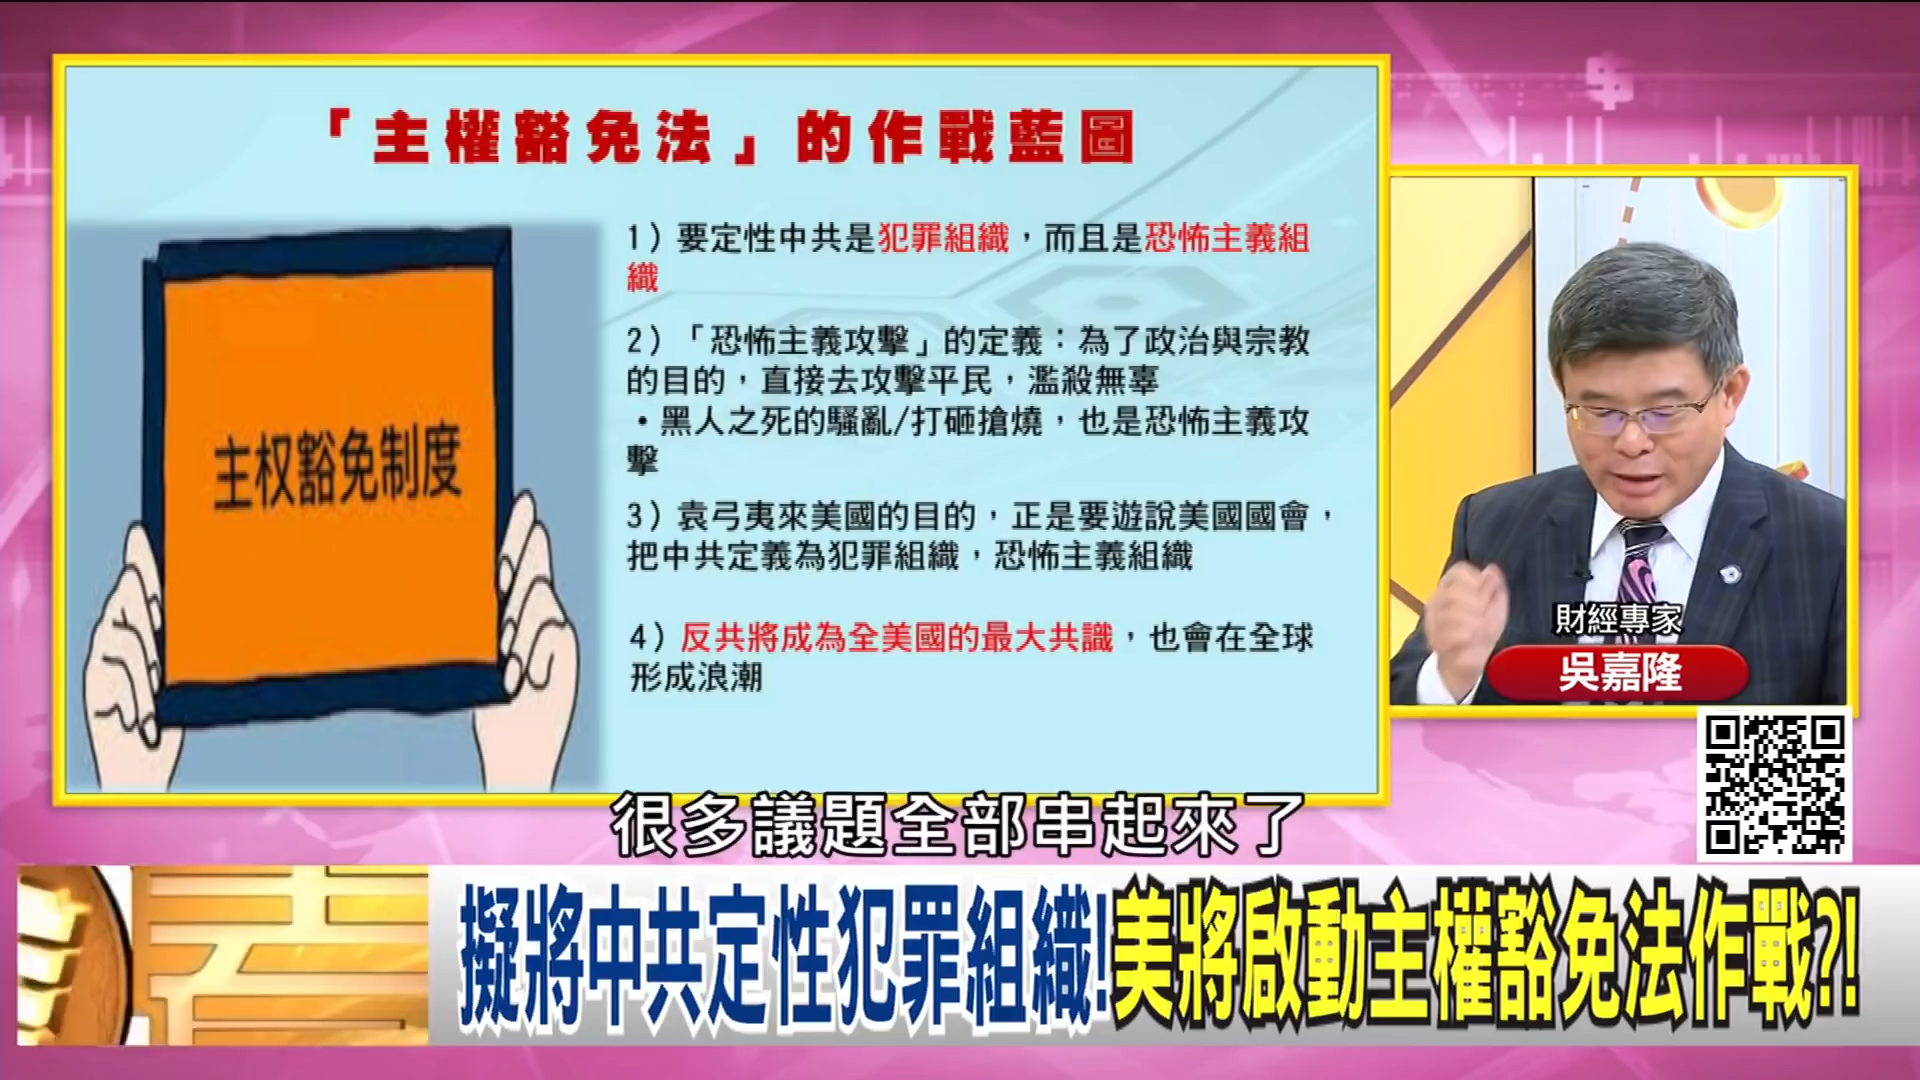 「主權豁免法」的作戰藍圖
主权豁免制度
1）要定性中共是犯罪組織，而且是恐怖主義組
織
2）「恐怖主義攻擊」的定義：為了政治與宗教
的目的，直接去攻擊平民，濫殺無辜
•黑人之死的騷亂/打砸搶燒，也是恐怖主義攻
擊
3）袁弓夷來美國的目的，正是要遊說美國國會，
把中共定義為犯罪組織，恐怖主義組織
4）反共將成為全美國的最大共識，也會在全球
形成浪潮
財經專家
吳嘉隆
很多議題全部串起來了
擬將中共定性犯罪組織!美將啟動主權豁免法作戰?!